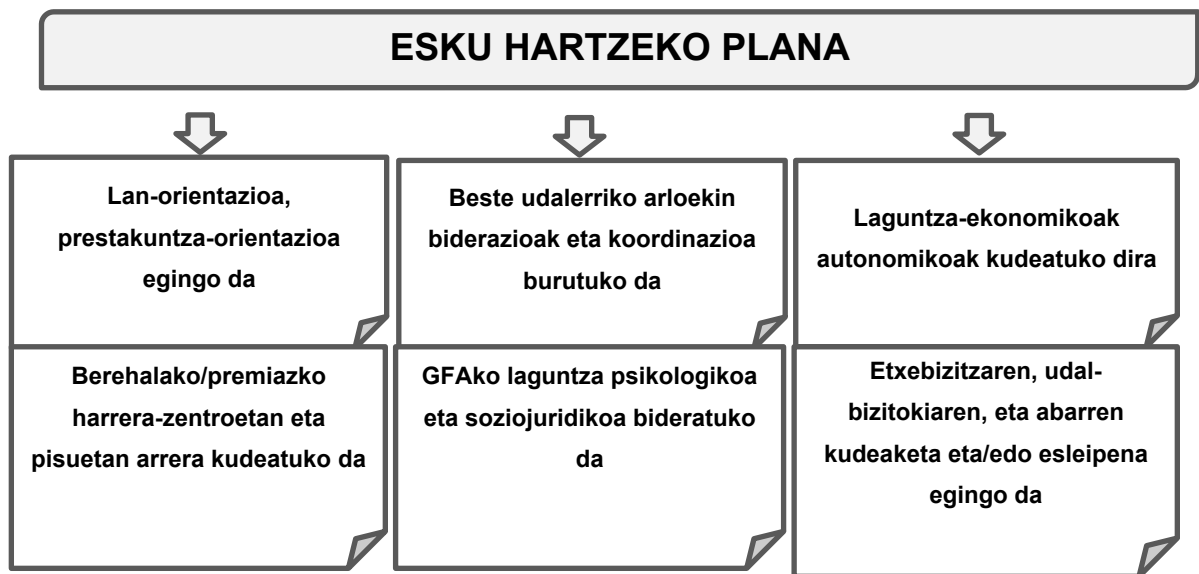 ESKU HARTZEKO PLANA
Lan-orientazioa,
prestakuntza-orientazioa
egingo da
Beste udalerriko arloekin
biderazioak eta koordinazioa
burutuko da
Laguntza-ekonomikoak
autonomikoak kudeatuko dira
Berehalako/premiazko
harrera-zentroetan eta
pisuetan arrera kudeatuko da
GFAko laguntza psikologikoa
eta soziojuridikoa bideratuko
da
Etxebizitzaren, udal-
bizitokiaren, eta abarren
kudeaketa eta/edo esleipena
egingo da